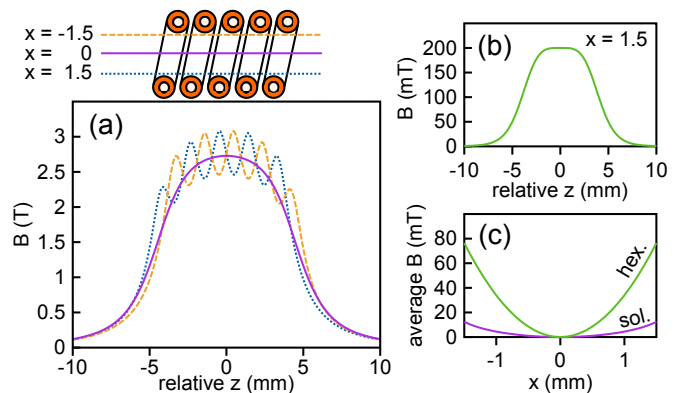 x = -1.5
x = 0
x = 1.5
(a)
B (T)
3
2.5
2
1.5
1
0.5
0
-10 -5 0 5 10
relative z (mm)
(b) x = 1.5
B (mT)
200
150
100
50
0
-10 -5 0 5 10
relative z (mm)
(c)
average B (mT)
80
60
40
20
0
hex.
sol.
-1 0 1
x (mm)